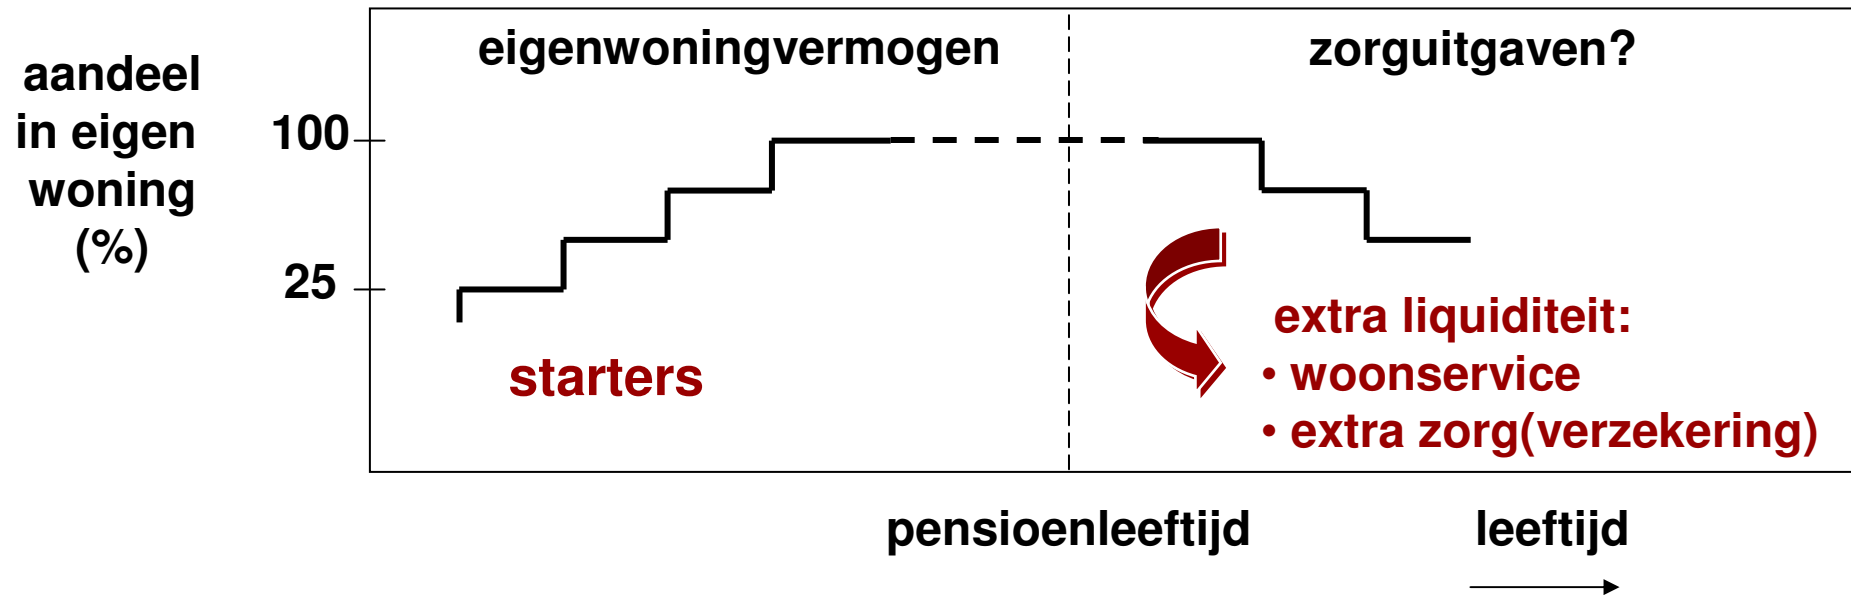 eigenwoningvermogen
zorguitgaven?
aandeel
in eigen
woning
(%)
100
25
starters
extra liquiditeit:
• woonservice
• extra zorg(verzekering)
pensioenleeftijd
leeftijd